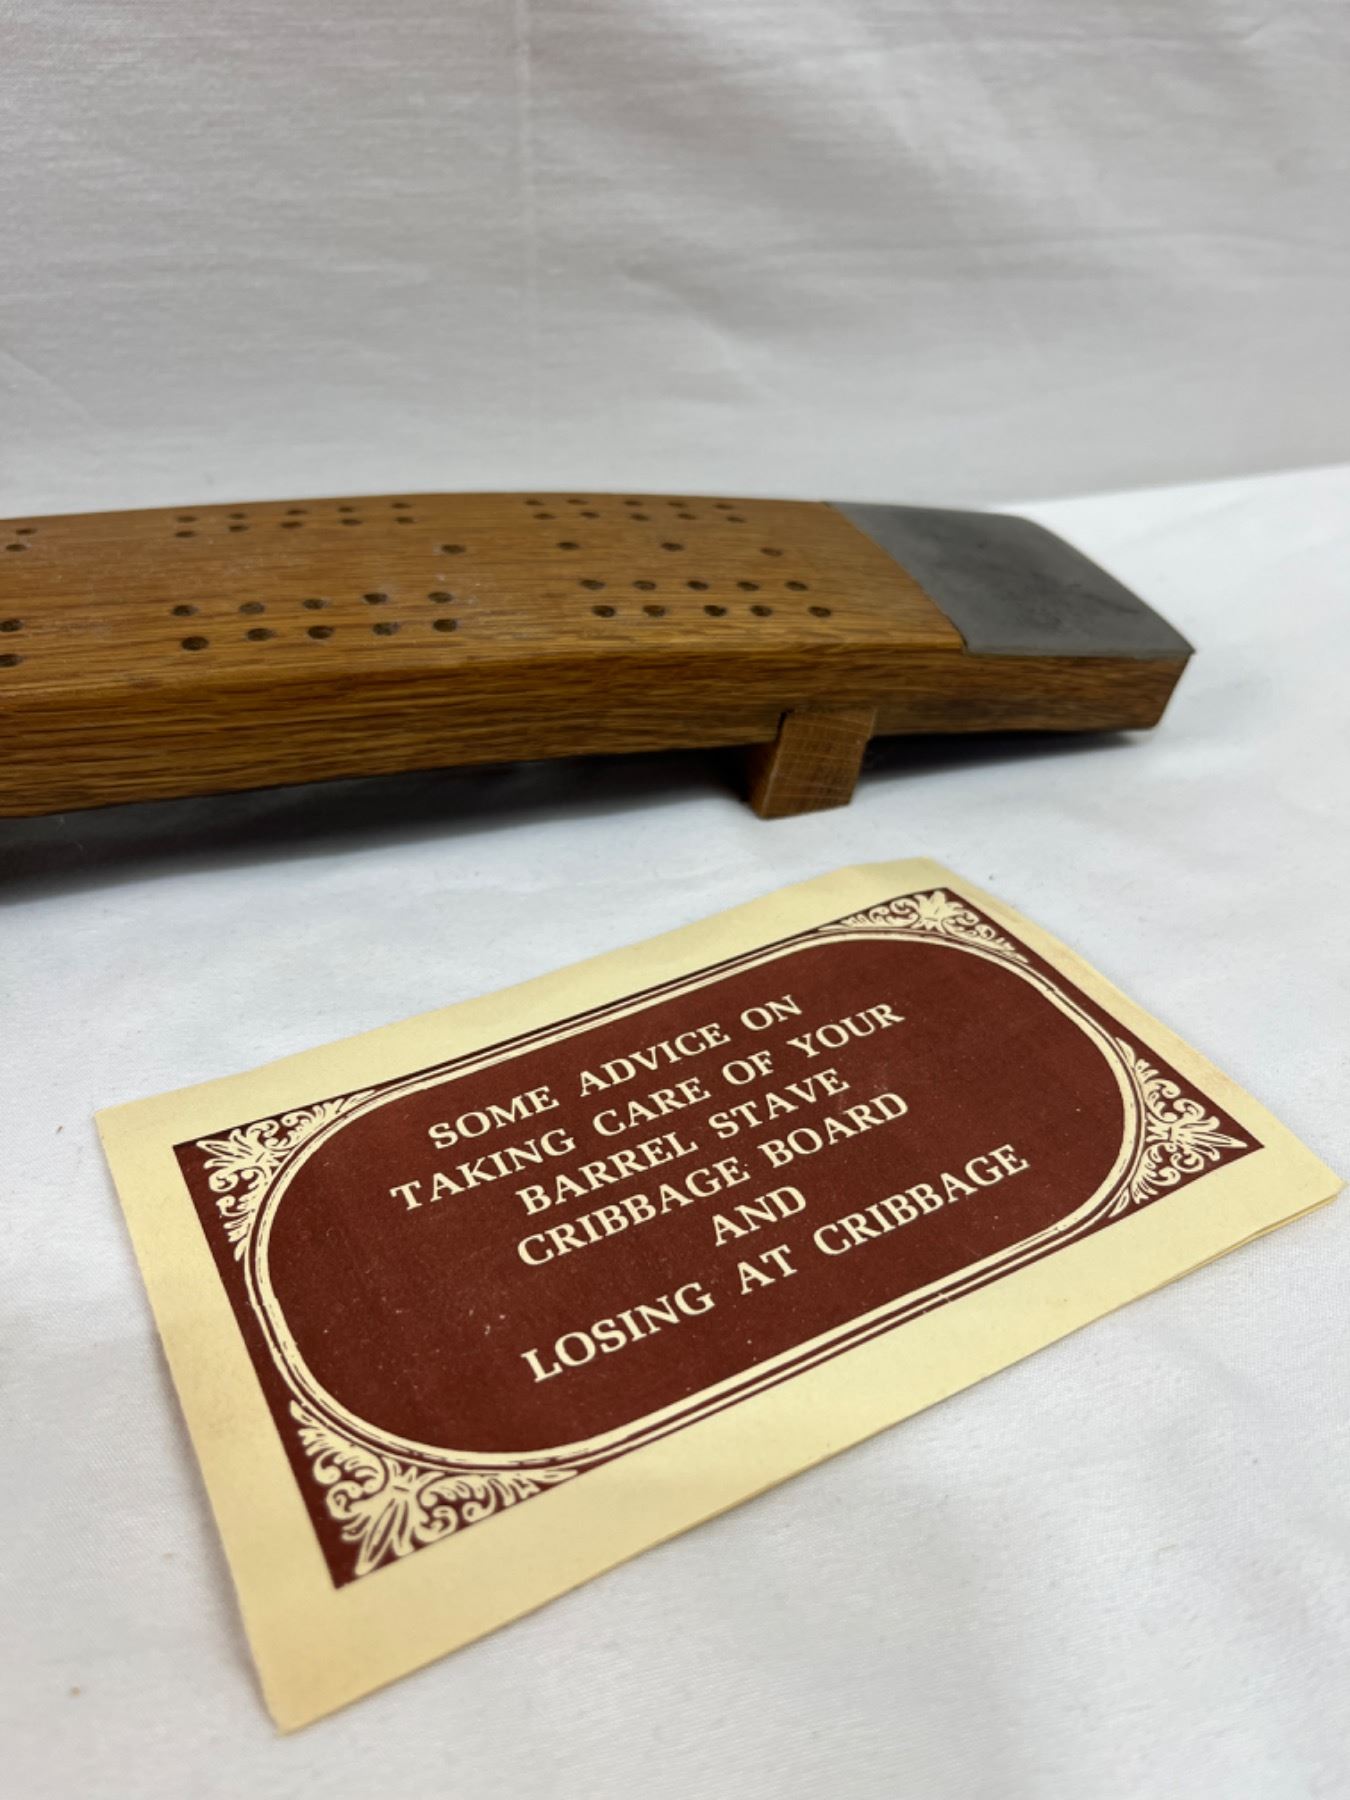 SOME ADVICE ON
TAKING CARE OF YOUR
BARREL STAVE
CRIBBAGE BOARD
AND
LOSING AT CRIBBAGE